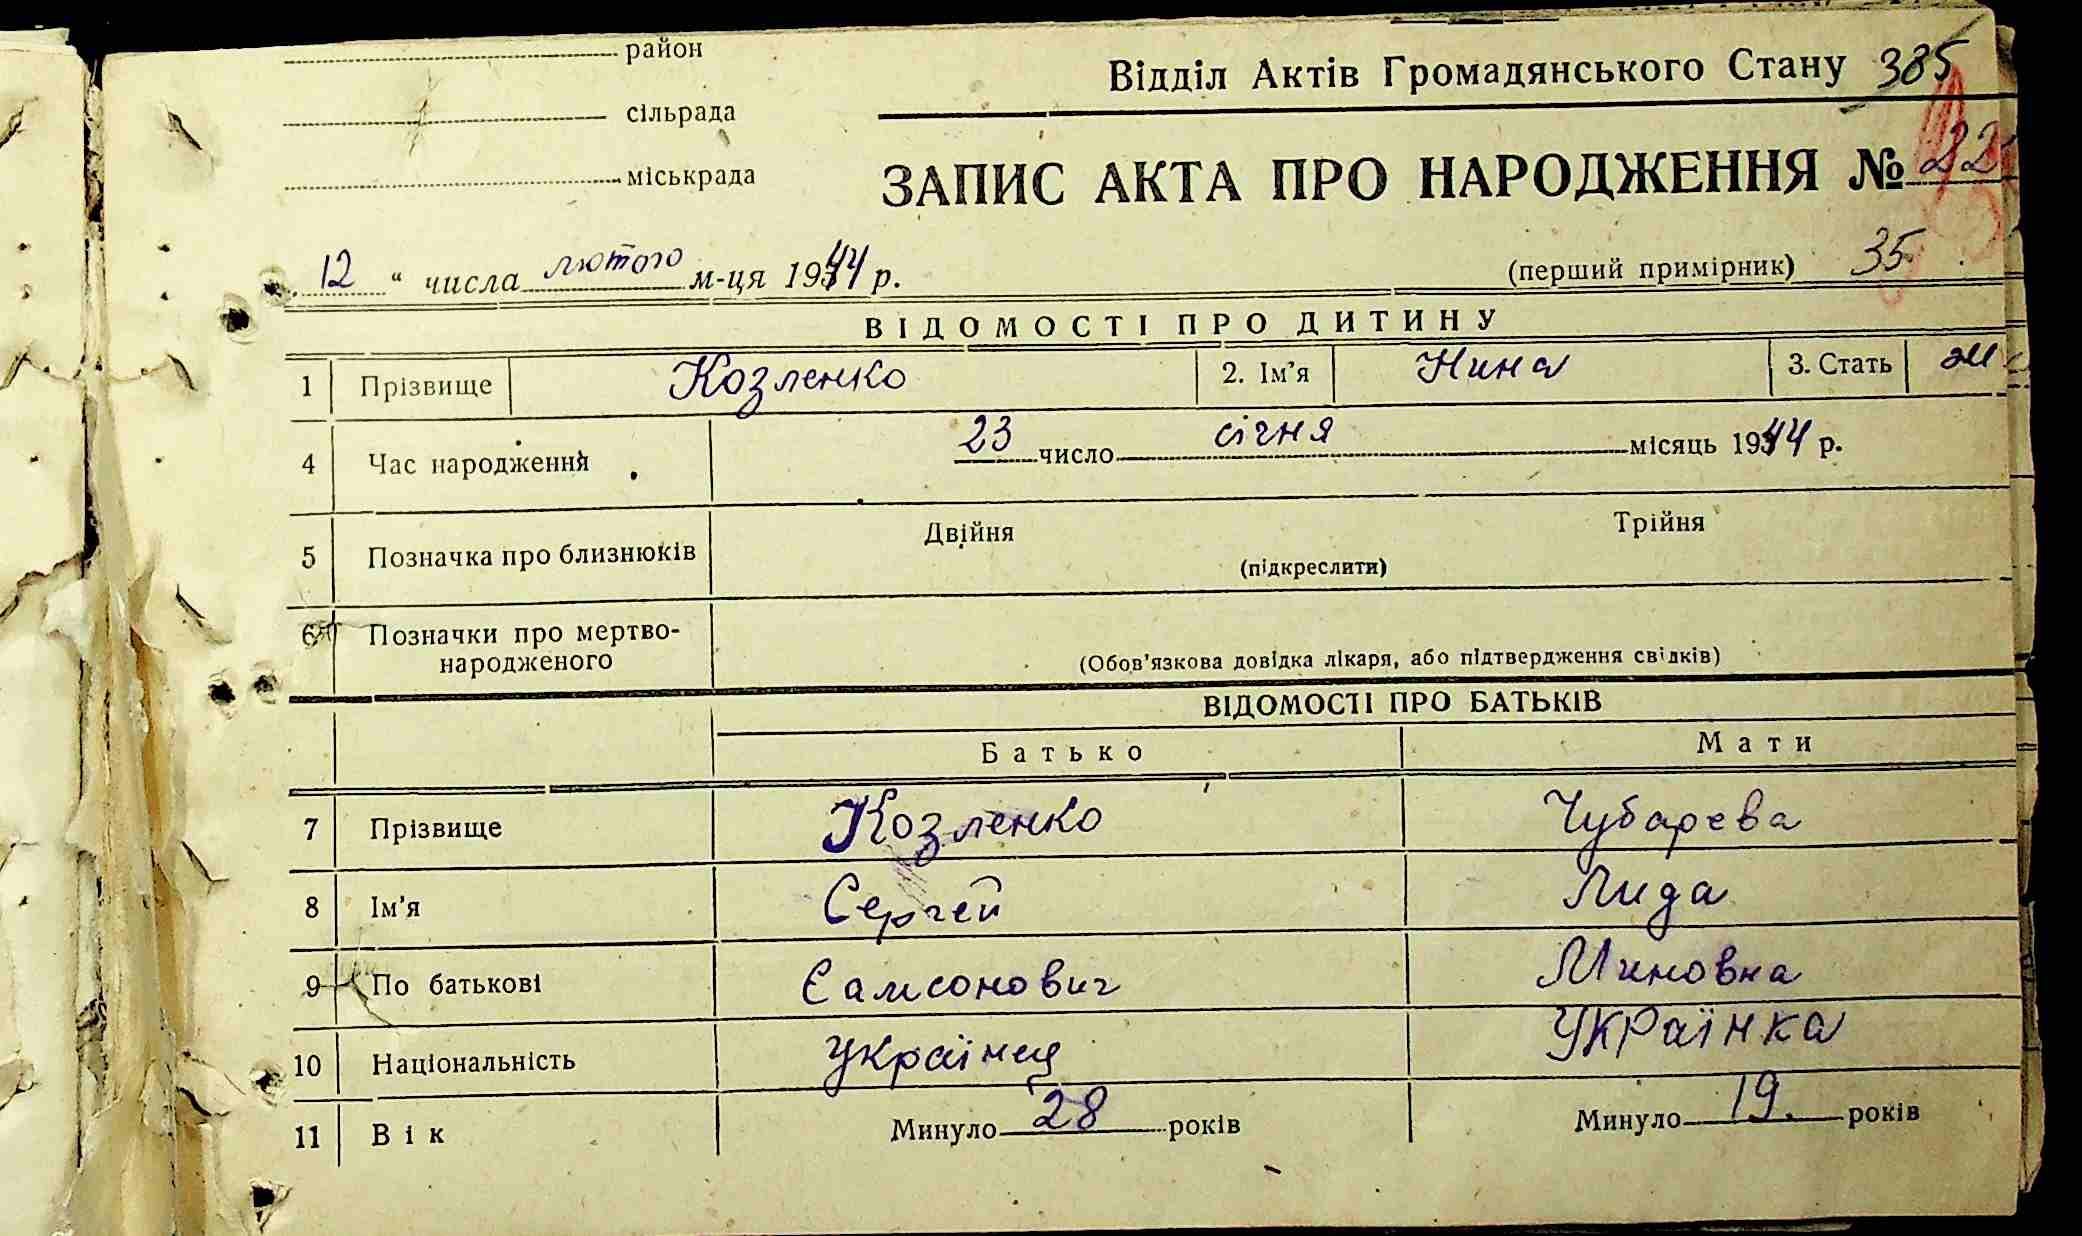 район
Відділ Актів Громадянського Стану 385
сільрада
міськрада
ЗАПИС АКТА ПРО НАРОДЖЕННЯ № 22
12 " числа лютого м-ця 1944 р.
(перший примірник) 35
ВІДОМОСТІ ПРО ДИТИНУ
1 Прізвище Козленко 2. Ім'я Нина 3. Стать ж
4 Час народження 23 число січня місяць 1944 р.
5 Позначка про близнюків Двійня Трійня
(підкреслити)
6 Позначки про мертво-
народженого
(Обов'язкова довідка лікаря, або підтвердження свідків)
ВІДОМОСТІ ПРО БАТЬКІВ
Батько Мати
7 Прізвище Козленко Чубарева
8 Ім'я Сергей Лида
9 По батькові Самсонович Миновна
10 Національність Українец Українка
11 Вік Минуло 28 років Минуло 19. років